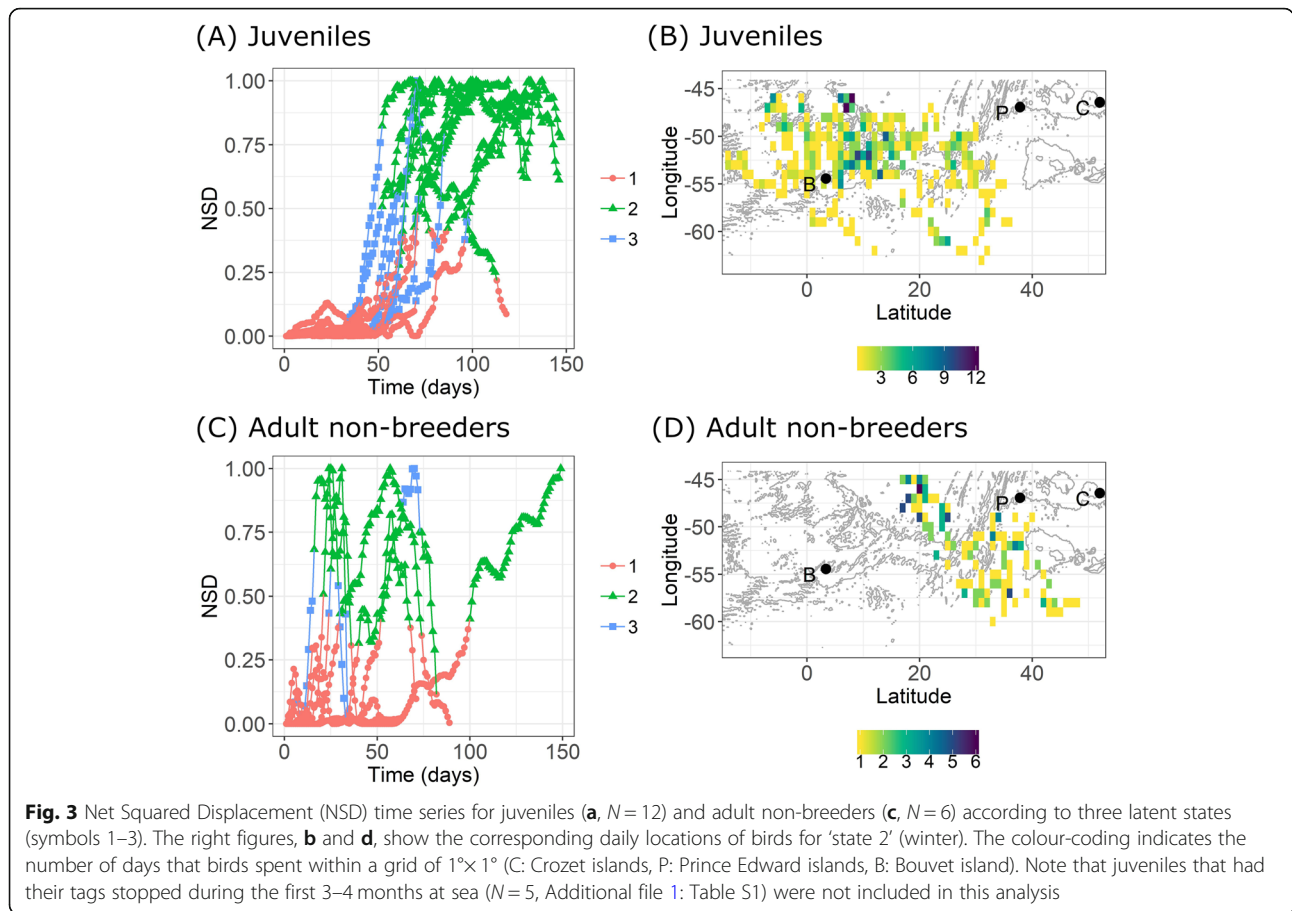 (A) Juveniles
1.00
0.75
0.50
0.25
0.00
NSD
0
50
100
150
Time (days)
1
2
3
(B) Juveniles
-45
-50
-55
-60
Longitude
P
C
B
0
20
40
Latitude
3
6
9
12
(C) Adult non-breeders
1.00
0.75
0.50
0.25
0.00
NSD
0
50
100
150
Time (days)
1
2
3
(D) Adult non-breeders
-45
-50
-55
-60
Longitude
P
C
B
0
20
40
Latitude
1
2
3
4
5
6
Fig. 3 Net Squared Displacement (NSD) time series for juveniles (a, N = 12) and adult non-breeders (c, N = 6) according to three latent states
(symbols 1–3). The right figures, b and d, show the corresponding daily locations of birds for ‘state 2’ (winter). The colour-coding indicates the
number of days that birds spent within a grid of 1°× 1° (C: Crozet islands, P: Prince Edward islands, B: Bouvet island). Note that juveniles that had
their tags stopped during the first 3–4 months at sea (N = 5, Additional file 1: Table S1) were not included in this analysis